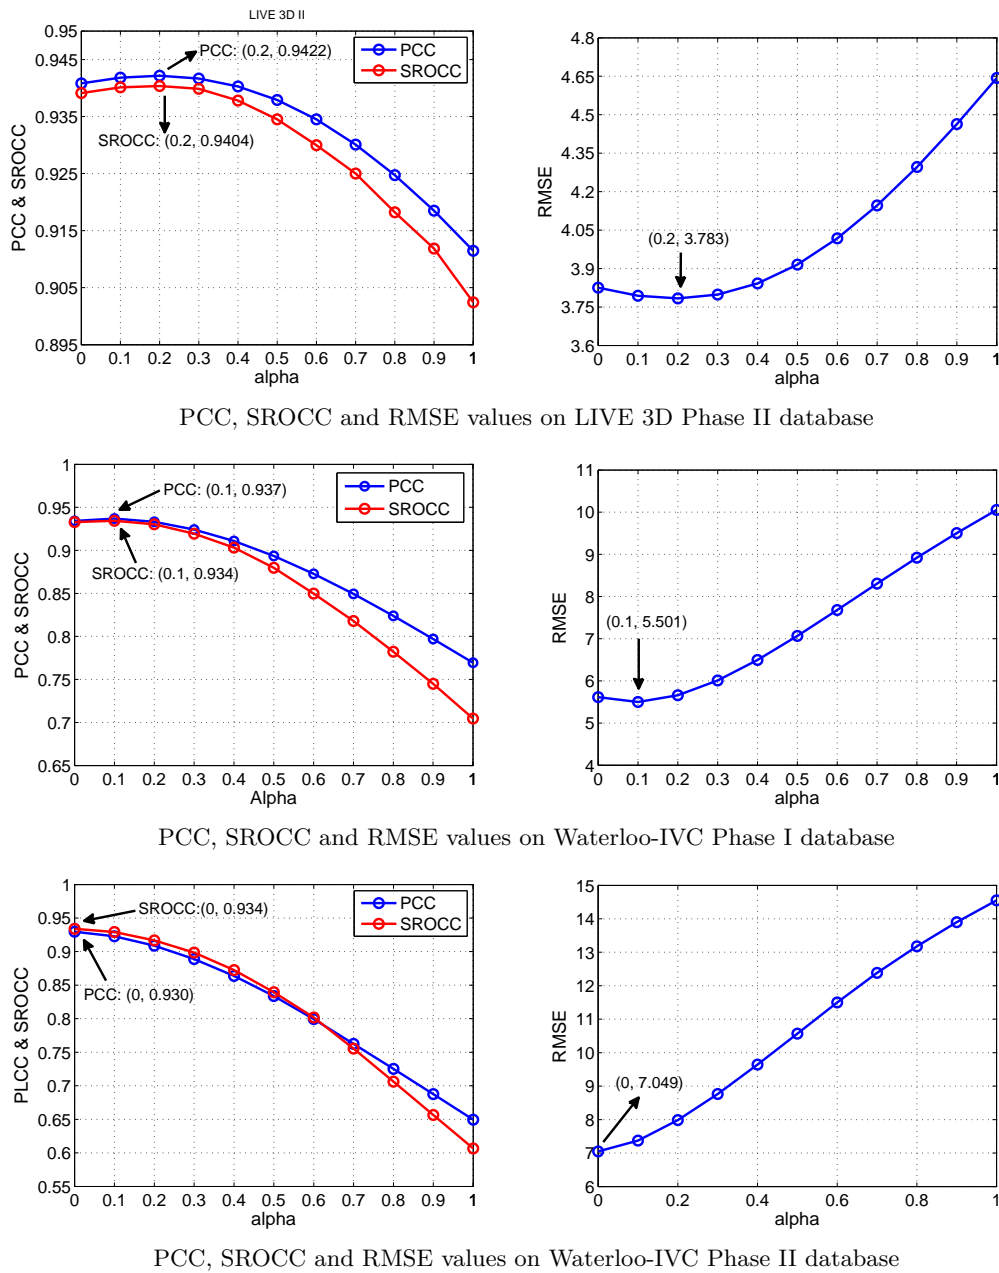 LIVE 3D II
0.95
0.945
0.935
0.925
0.915
0.905
0.895
PCC & SROCC
PCC: (0.2, 0.9422)
SROCC: (0.2, 0.9404)
PCC
SROCC
0 0.1 0.2 0.3 0.4 0.5 0.6 0.7 0.8 0.9 1
alpha
4.8
4.65
4.5
4.35
4.2
4.05
3.9
3.75
3.6
RMSE
(0.2, 3.783)
0 0.1 0.2 0.3 0.4 0.5 0.6 0.7 0.8 0.9 1
alpha
PCC, SROCC and RMSE values on LIVE 3D Phase II database
1
0.95
0.9
0.85
0.8
0.75
0.7
0.65
PCC & SROCC
PCC: (0.1, 0.937)
SROCC: (0.1, 0.934)
PCC
SROCC
0 0.1 0.2 0.3 0.4 0.5 0.6 0.7 0.8 0.9 1
Alpha
11
10
9
8
7
6
5
4
RMSE
(0.1, 5.501)
0 0.1 0.2 0.3 0.4 0.5 0.6 0.7 0.8 0.9 1
alpha
PCC, SROCC and RMSE values on Waterloo-IVC Phase I database
1
0.95
0.9
0.85
0.8
0.75
0.7
0.65
0.6
0.55
PLCC & SROCC
SROCC:(0, 0.934)
PCC: (0, 0.930)
PCC
SROCC
0 0.1 0.2 0.3 0.4 0.5 0.6 0.7 0.8 0.9 1
alpha
15
14
13
12
11
10
9
8
7
6
RMSE
(0, 7.049)
0 0.1 0.2 0.3 0.4 0.5 0.6 0.7 0.8 0.9 1
alpha
PCC, SROCC and RMSE values on Waterloo-IVC Phase II database